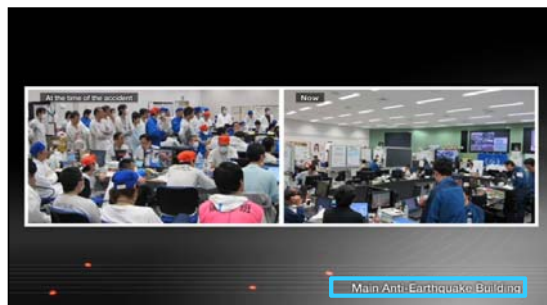 At the time of the accident
Now
Main Anti-Earthquake Building